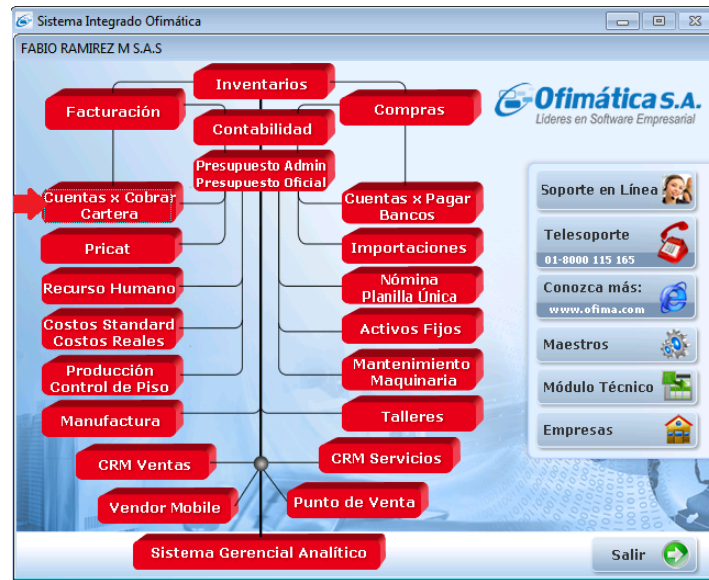 Sistema Integrado Ofimática
FABIO RAMIREZ M S.A.S
Inventarios
Facturación
Compras
Contabilidad
Ofimática S.A.
Líderes en Software Empresarial
Presupuesto Admin
Presupuesto Oficial
Cuentas x Cobrar
Cartera
Cuentas x Pagar
Bancos
Pricat
Importaciones
Recurso Humano
Nómina
Planilla Única
Costos Standard
Costos Reales
Activos Fijos
Producción
Control de Piso
Mantenimiento
Maquinaria
Manufactura
Talleres
CRM Ventas
CRM Servicios
Vendor Mobile
Punto de Venta
Sistema Gerencial Analítico
Soporte en Línea
Telesoporte
01-8000 115 165
Conozca más:
www.ofima.com
Maestros
Módulo Técnico
Empresas
Salir